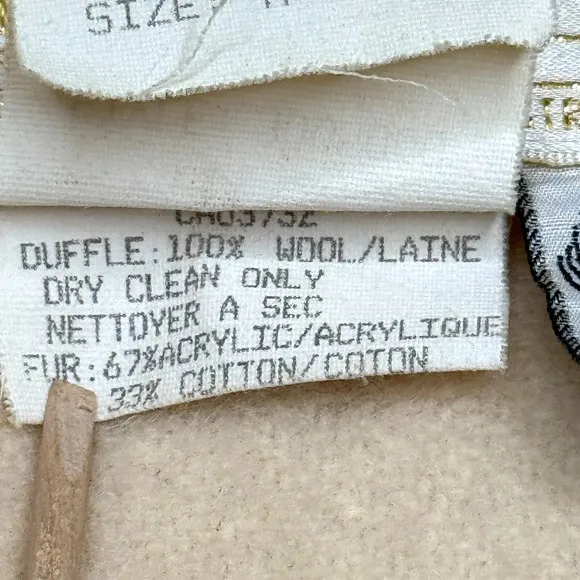 SIZE:
DUFFLE:100% WOOL/LAINE
DRY CLEAN ONLY
NETTOYER A SEC
FUR:67%ACRYLIC/ACRYLIQUE
33% COTTON/COTON